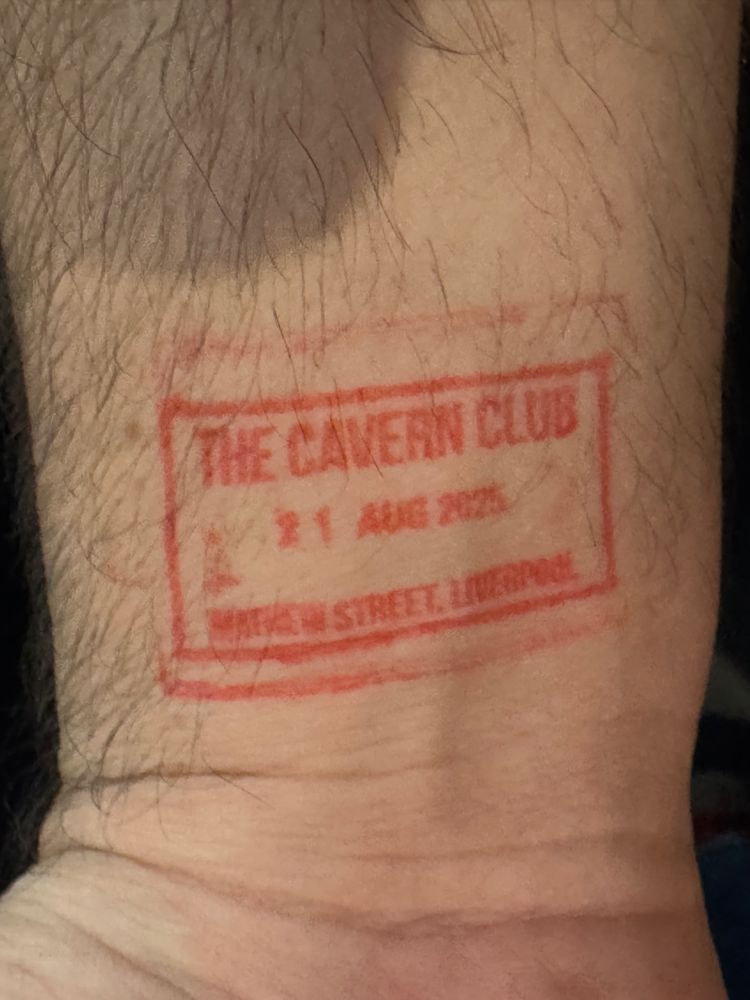 THE CAVERN CLUB
21 AUG 2025
MATHEW STREET, LIVERPOOL